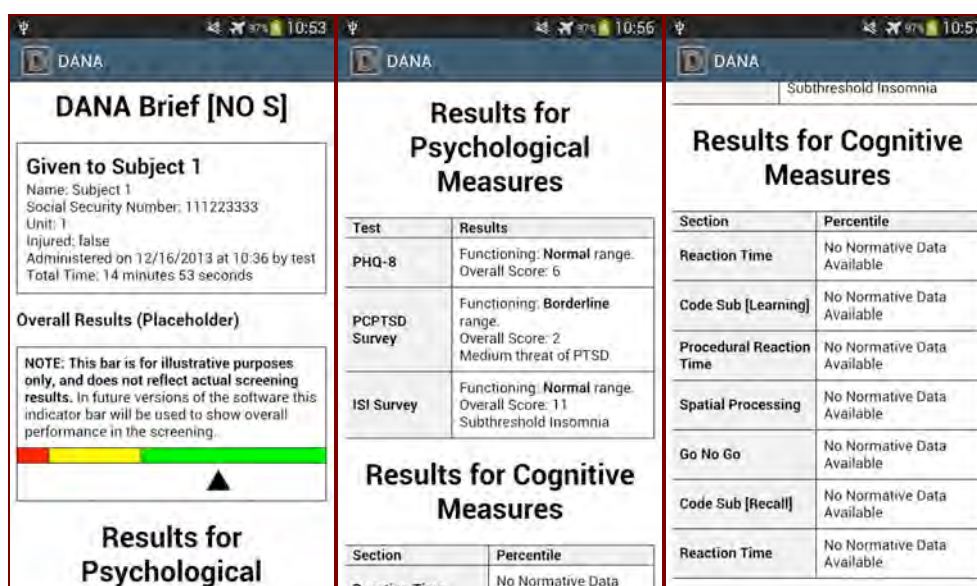 97% 10:53
DANA
DANA Brief [NO S]
Given to Subject 1
Name: Subject 1
Social Security Number: 111223333
Unit: 1
Injured: false
Administered on 12/16/2013 at 10:36 by test
Total Time: 14 minutes 53 seconds
Overall Results (Placeholder)
NOTE: This bar is for illustrative purposes
only, and does not reflect actual screening
results. In future versions of the software this
indicator bar will be used to show overall
performance in the screening.
Results for
Psychological
97% 10:56
DANA
Results for
Psychological
Measures
Test Results
PHQ-8 Functioning: Normal range.
Overall Score: 6
PCPTSD
Survey
Functioning: Borderline
range.
Overall Score: 2
Medium threat of PTSD
ISI Survey
Functioning: Normal range.
Overall Score: 11
Subthreshold Insomnia
Results for Cognitive
Measures
Section Percentile
No Normative Data
97% 10:57
DANA
Subthreshold Insomnia
Results for Cognitive
Measures
Section Percentile
Reaction Time No Normative Data
Available
Code Sub [Learning] No Normative Data
Available
Procedural Reaction
Time
No Normative Data
Available
Spatial Processing No Normative Data
Available
Go No Go No Normative Data
Available
Code Sub [Recall] No Normative Data
Available
Reaction Time No Normative Data
Available